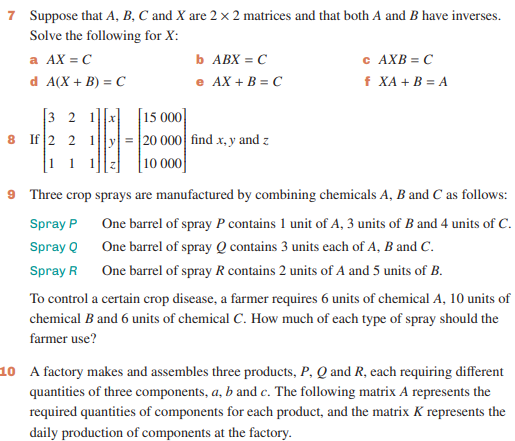 7 Suppose that A, B, C and X are 2 × 2 matrices and that both A and B have inverses.
Solve the following for X:
a AX = C b ABX = C c AXB = C
d A(X + B) = C e AX + B = C f XA + B = A
8 If [3 2 1; 2 2 1; 1 1 1][x; y; z] = [15 000; 20 000; 10 000] find x, y and z
9 Three crop sprays are manufactured by combining chemicals A, B and C as follows:
Spray P One barrel of spray P contains 1 unit of A, 3 units of B and 4 units of C.
Spray Q One barrel of spray Q contains 3 units each of A, B and C.
Spray R One barrel of spray R contains 2 units of A and 5 units of B.
To control a certain crop disease, a farmer requires 6 units of chemical A, 10 units of
chemical B and 6 units of chemical C. How much of each type of spray should the
farmer use?
10 A factory makes and assembles three products, P, Q and R, each requiring different
quantities of three components, a, b and c. The following matrix A represents the
required quantities of components for each product, and the matrix K represents the
daily production of components at the factory.